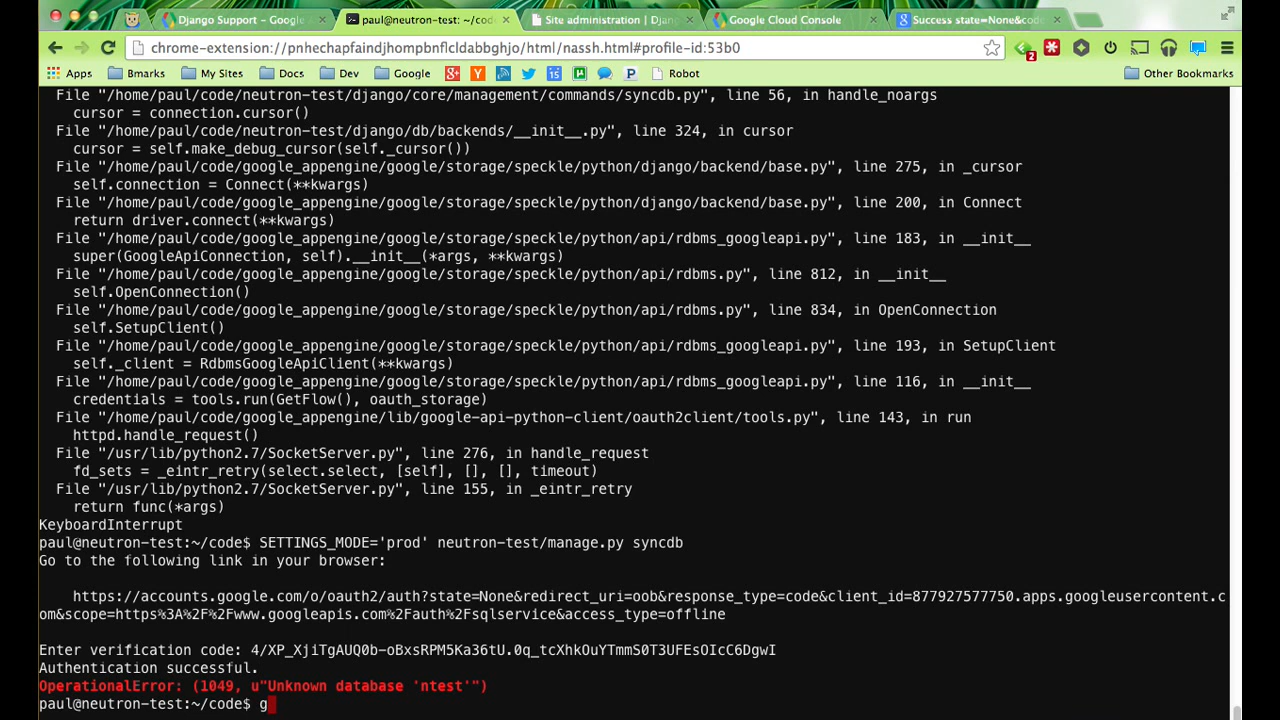 Django Support - Google A
paul@neutron-test: ~/code
Site administration | Djan
Google Cloud Console
Success state=None&code
chrome-extension://pnhechapfaindjhompbnflcldabbghjo/html/nassh.html#profile-id:53b0
2
Apps Bmarks My Sites Docs Dev Google Robot Other Bookmarks
File "/home/paul/code/neutron-test/django/core/management/commands/syncdb.py", line 56, in handle_noargs
cursor = connection.cursor()
File "/home/paul/code/neutron-test/django/db/backends/__init__.py", line 324, in cursor
cursor = self.make_debug_cursor(self._cursor())
File "/home/paul/code/google_appengine/google/storage/speckle/python/django/backend/base.py", line 275, in _cursor
self.connection = Connect(**kwargs)
File "/home/paul/code/google_appengine/google/storage/speckle/python/django/backend/base.py", line 200, in Connect
return driver.connect(**kwargs)
File "/home/paul/code/google_appengine/google/storage/speckle/python/api/rdbms_googleapi.py", line 183, in __init__
super(GoogleApiConnection, self).__init__(*args, **kwargs)
File "/home/paul/code/google_appengine/google/storage/speckle/python/api/rdbms.py", line 812, in __init__
self.OpenConnection()
File "/home/paul/code/google_appengine/google/storage/speckle/python/api/rdbms.py", line 834, in OpenConnection
self.SetupClient()
File "/home/paul/code/google_appengine/google/storage/speckle/python/api/rdbms_googleapi.py", line 193, in SetupClient
self._client = RdbmsGoogleApiClient(**kwargs)
File "/home/paul/code/google_appengine/google/storage/speckle/python/api/rdbms_googleapi.py", line 116, in __init__
credentials = tools.run(GetFlow(), oauth_storage)
File "/home/paul/code/google_appengine/lib/google-api-python-client/oauth2client/tools.py", line 143, in run
httpd.handle_request()
File "/usr/lib/python2.7/SocketServer.py", line 276, in handle_request
fd_sets = _eintr_retry(select.select, [self], [], [], timeout)
File "/usr/lib/python2.7/SocketServer.py", line 155, in _eintr_retry
return func(*args)
KeyboardInterrupt
paul@neutron-test:~/code$ SETTINGS_MODE='prod' neutron-test/manage.py syncdb
Go to the following link in your browser:
https://accounts.google.com/o/oauth2/auth?state=None&redirect_uri=oob&response_type=code&client_id=877927577750.apps.googleusercontent.c
om&scope=https%3A%2F%2Fwww.googleapis.com%2Fauth%2Fsqlservice&access_type=offline
Enter verification code: 4/XP_XjiTgAUQ0b-oBxsRPM5Ka36tU.0q_tcXhkOuYTmmS0T3UFEsOIcC6DgwI
Authentication successful.
OperationalError: (1049, u"Unknown database 'ntest'")
paul@neutron-test:~/code$ g